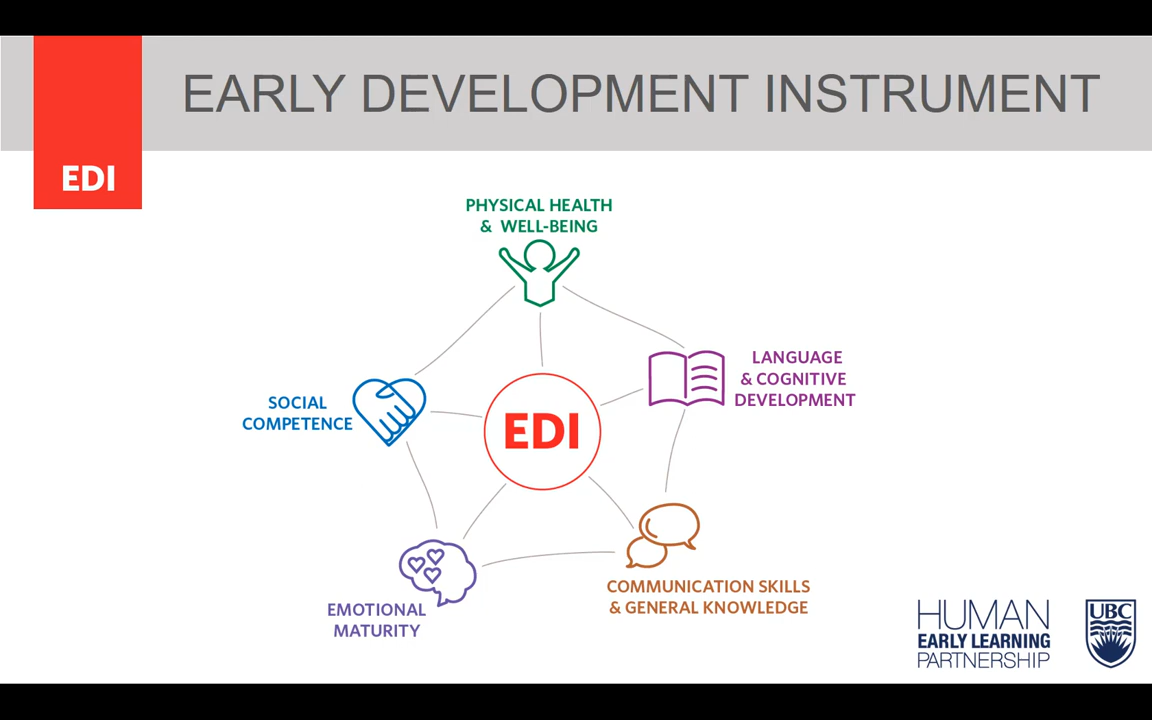 EARLY DEVELOPMENT INSTRUMENT
EDI
PHYSICAL HEALTH
& WELL-BEING
LANGUAGE
& COGNITIVE
DEVELOPMENT
SOCIAL
COMPETENCE
EDI
COMMUNICATION SKILLS
& GENERAL KNOWLEDGE
EMOTIONAL
MATURITY
HUMAN
EARLY LEARNING
PARTNERSHIP
UBC